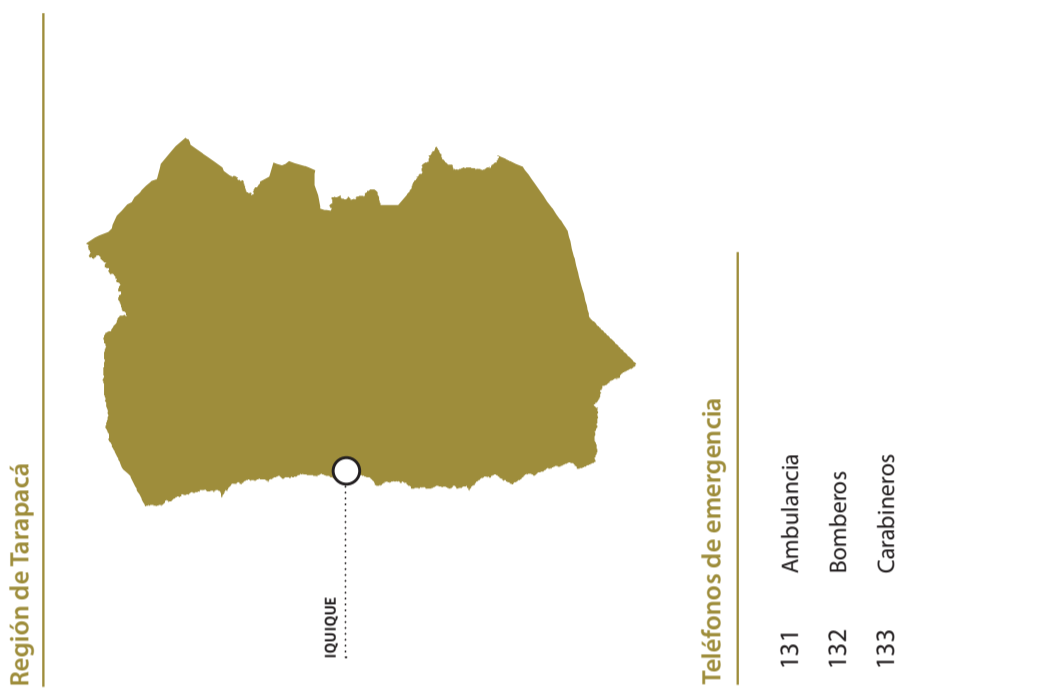 Región de Tarapacá
IQUIQUE
Teléfonos de emergencia
131 Ambulancia
132 Bomberos
133 Carabineros